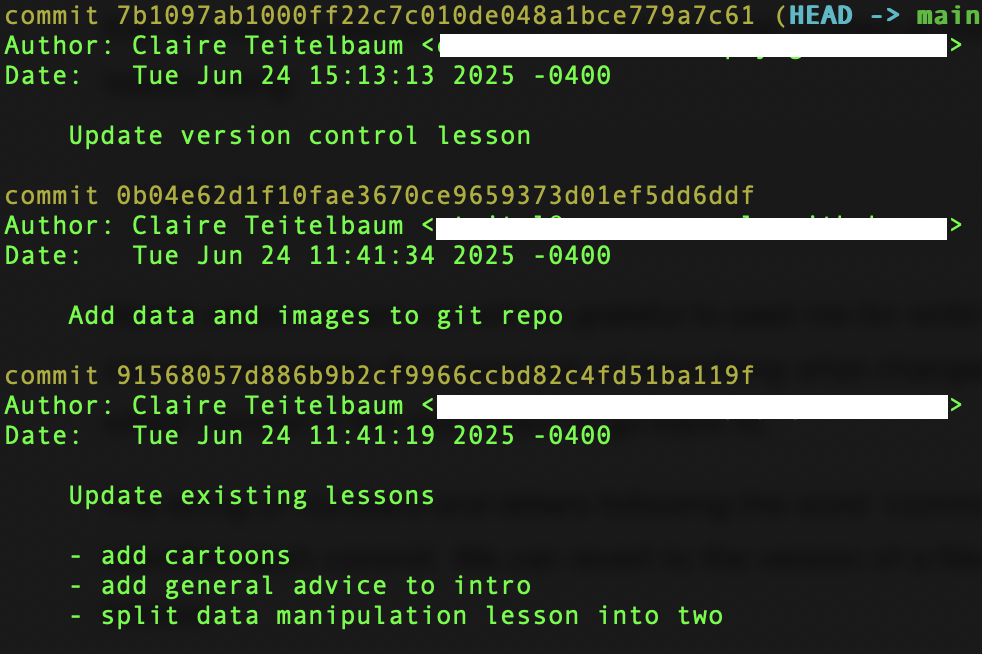 commit 7b1097ab1000ff22c7c010de048a1bce779a7c61 (HEAD -> main
Author: Claire Teitelbaum < >
Date:   Tue Jun 24 15:13:13 2025 -0400
Update version control lesson
commit 0b04e62d1f10fae3670ce9659373d01ef5dd6ddf
Author: Claire Teitelbaum < >
Date:   Tue Jun 24 11:41:34 2025 -0400
Add data and images to git repo
commit 91568057d886b9b2cf9966ccbd82c4fd51ba119f
Author: Claire Teitelbaum < >
Date:   Tue Jun 24 11:41:19 2025 -0400
Update existing lessons
- add cartoons
- add general advice to intro
- split data manipulation lesson into two